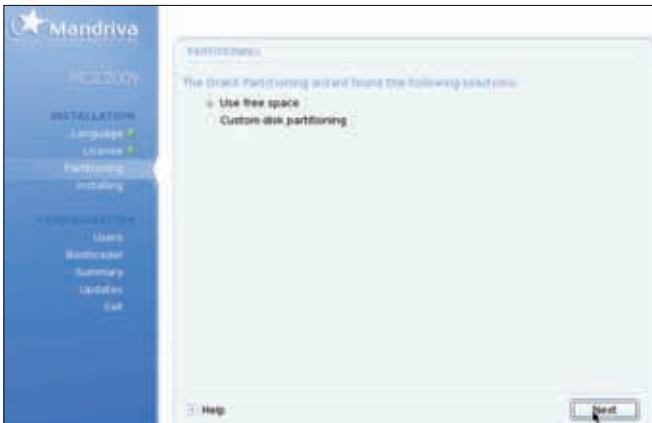 Mandriva
PARTITIONING
The DrakX Partitioning wizard found the following solutions:
Use free space
Custom disk partitioning
INSTALLATION
Language
License
Partitioning
Installing
CONFIGURATION
Users
Bootloader
Summary
Updates
Exit
Help
Next